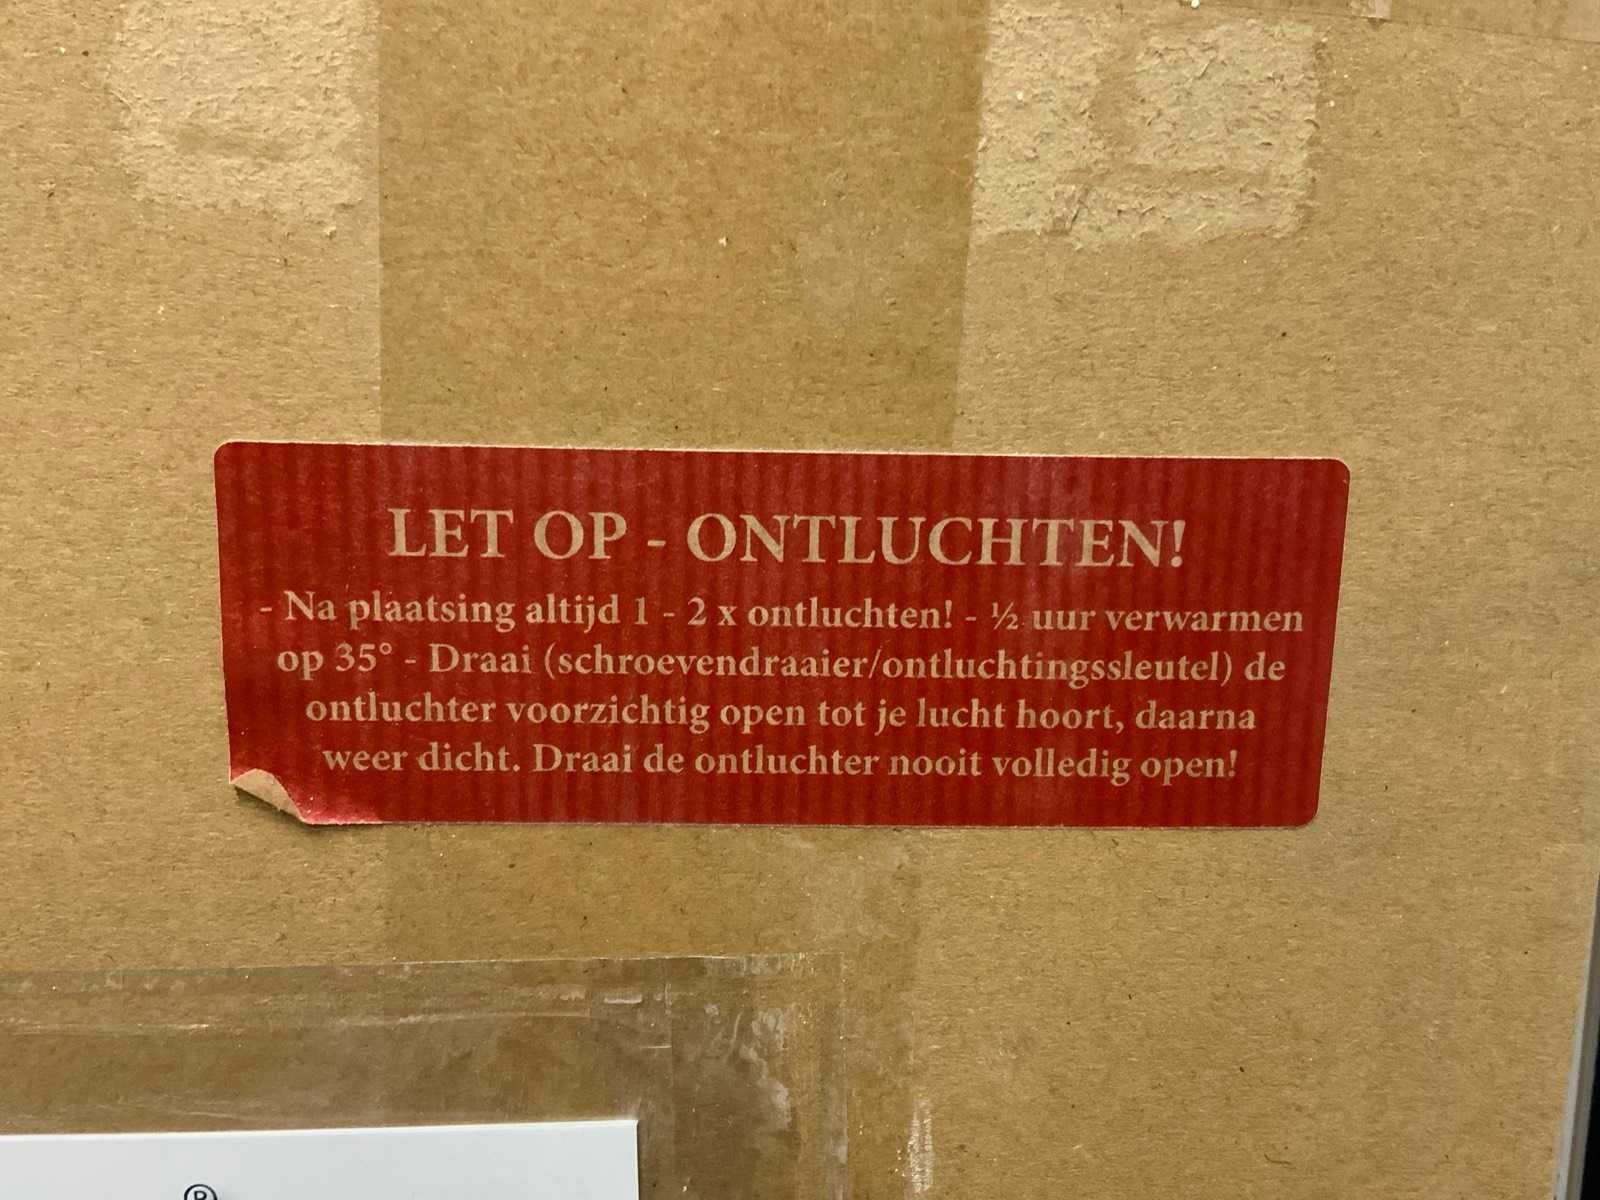 LET OP - ONTLUCHTEN!
- Na plaatsing altijd 1 - 2 x ontluchten! - ½ uur verwarmen
op 35° - Draai (schroevendraaier/ontluchtingssleutel) de
ontluchter voorzichtig open tot je lucht hoort, daarna
weer dicht. Draai de ontluchter nooit volledig open!
®